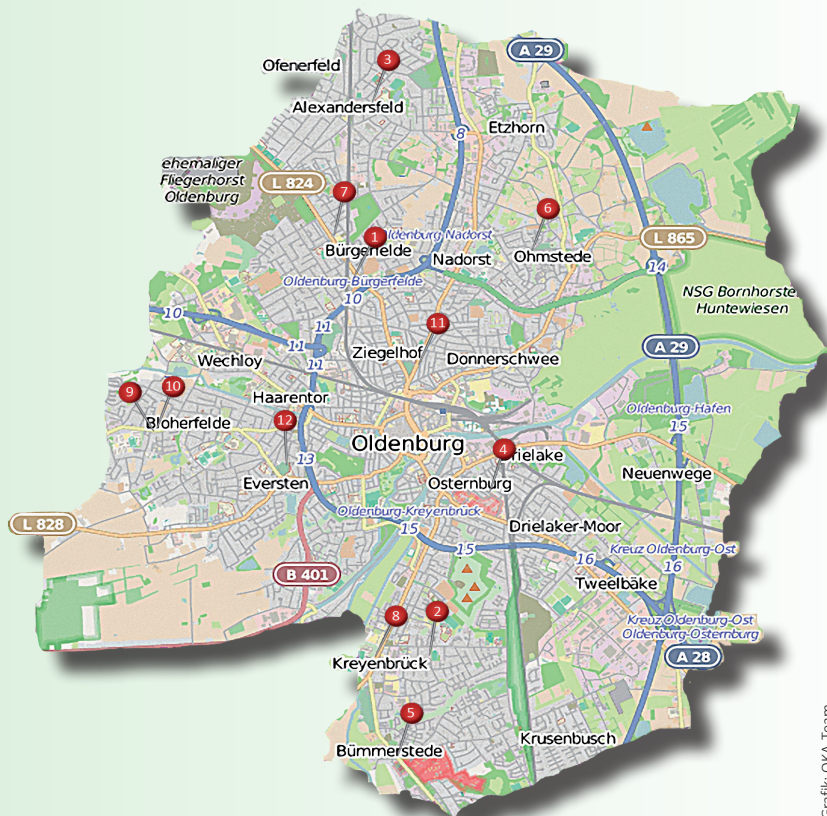 A 29
Ofenerfeld
3
Alexandersfeld
8
Etzhorn
ehemaliger
Fliegerhorst
Oldenburg
L 824
7
6
1
Oldenburg-Nadorst
Bürgerfelde
Nadorst
Ohmstede
L 865
14
Oldenburg-Bürgerfelde
10
NSG Bornhorste
Huntewiesen
10
11
11
11
11
Ziegelhof
Donnerschwee
A 29
Wechloy
9
10
Haarentor
Oldenburg-Hafen
15
12
Bloherfelde
Oldenburg
4
Drielake
13
Eversten
Osternburg
Neuenwege
L 828
Oldenburg-Kreyenbrück
15
Drielaker-Moor
15
16
Kreuz Oldenburg-Ost
16
B 401
Tweelbäke
8
2
Kreuz Oldenburg-Ost
Oldenburg-Osternburg
A 28
Kreyenbrück
5
Bümmerstede
Krusenbusch
Grafik: OKA-Team